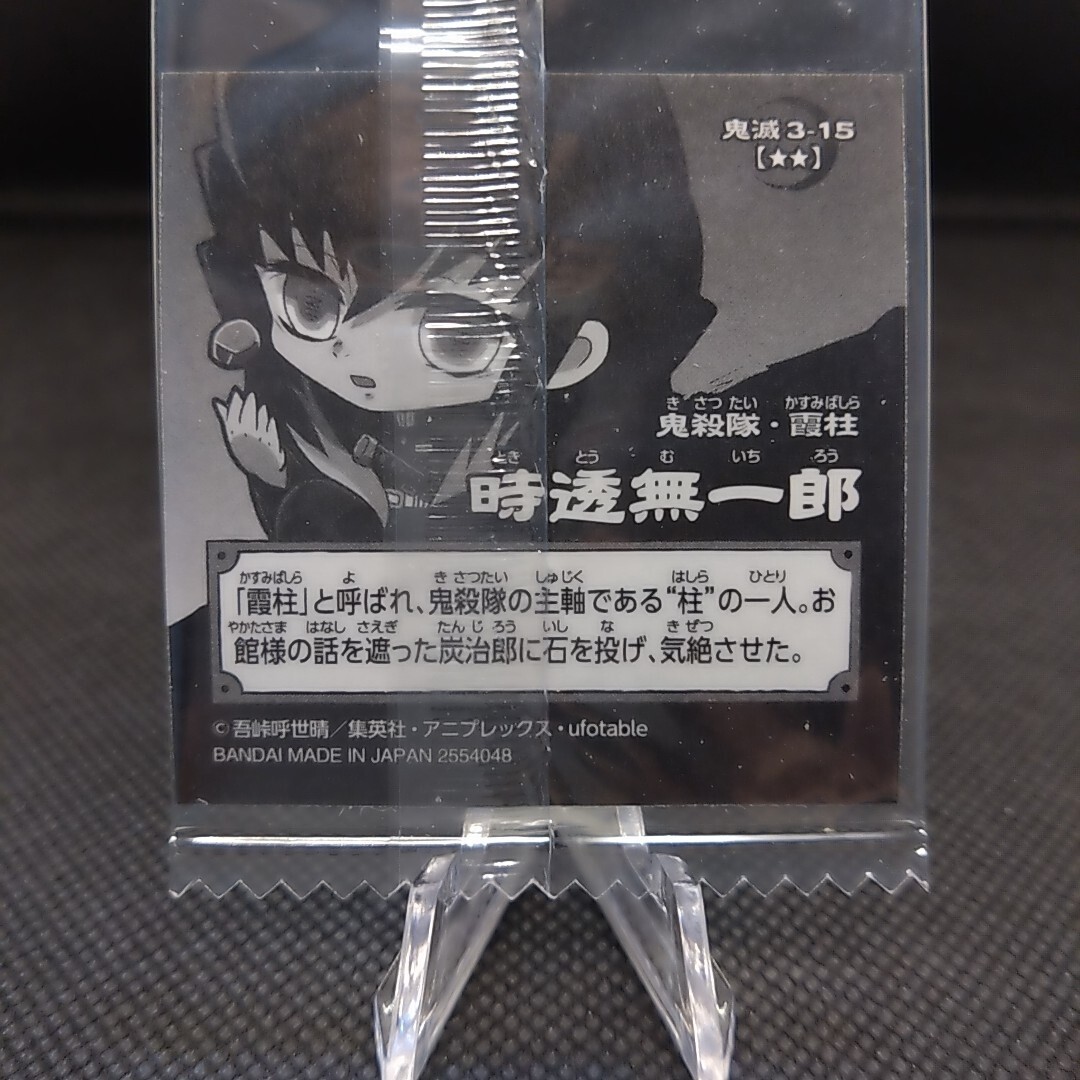 鬼滅3-15
【★★】
き さつ たい かすみばしら
鬼殺隊・霞柱
とき とう む いち ろう
時透無一郎
かすみばしら よ き さつたい しゅじく はしら ひとり
「霞柱」と呼ばれ、鬼殺隊の主軸である“柱”の一人。お
やかたさま はなし さえぎ たん じ ろう いし な き ぜつ
館様の話を遮った炭治郎に石を投げ、気絶させた。
©吾峠呼世晴／集英社・アニプレックス・ufotable
BANDAI MADE IN JAPAN 2554048